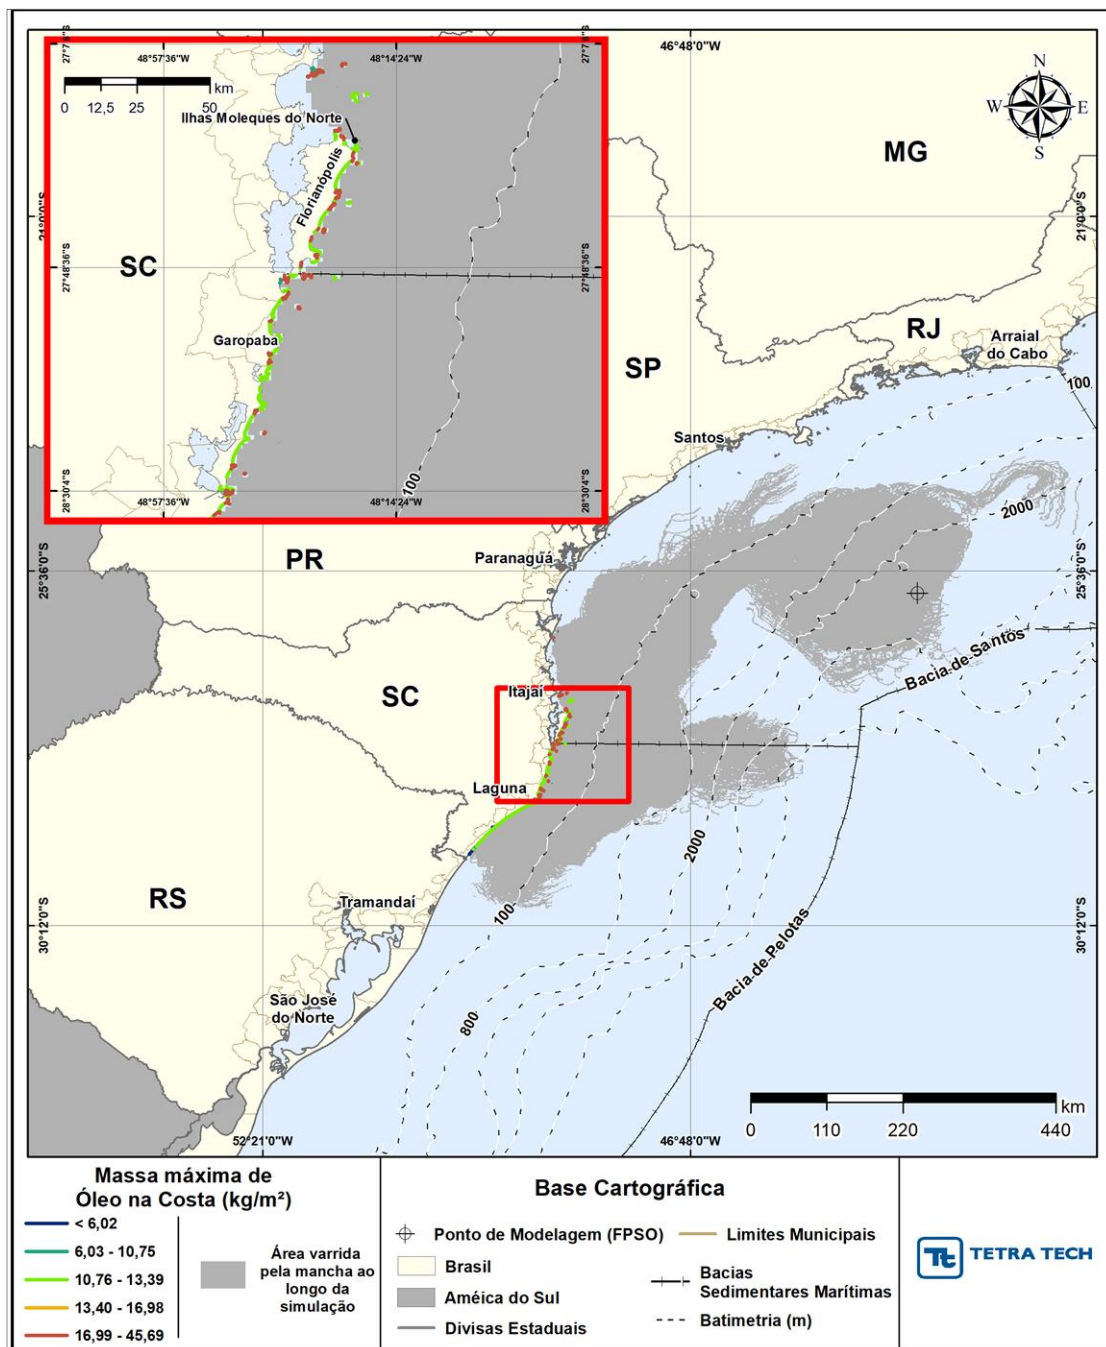 27°7'8"S
48°57'36"W
48°14'24"W
27°7'8"S
46°48'0"W
km
0 12,5 25 50
Ilhas Moleques do Norte
Florianópolis
N
W E
S
MG
21°0'0"S
21°0'0"S
SC
27°48'36"S
27°48'36"S
Garopaba
RJ
Arraial
do Cabo
SP
100
Santos
28°30'4"S
48°57'36"W
48°14'24"W
100
28°30'4"S
2000
PR
Paranaguá
25°36'0"S
25°36'0"S
Bacia de Santos
SC
Itajaí
Laguna
2000
RS
Tramandaí
100
30°12'0"S
30°12'0"S
Bacia de Pelotas
São José
do Norte
800
km
0 110 220 440
52°21'0"W
46°48'0"W
Massa máxima de
Óleo na Costa (kg/m²)
< 6,02
6,03 - 10,75
10,76 - 13,39
13,40 - 16,98
16,99 - 45,69
Área varrida
pela mancha ao
longo da
simulação
Base Cartográfica
Ponto de Modelagem (FPSO)
Brasil
Améica do Sul
Divisas Estaduais
Limites Municipais
Bacias
Sedimentares Marítimas
Batimetria (m)
Tt
TETRA TECH